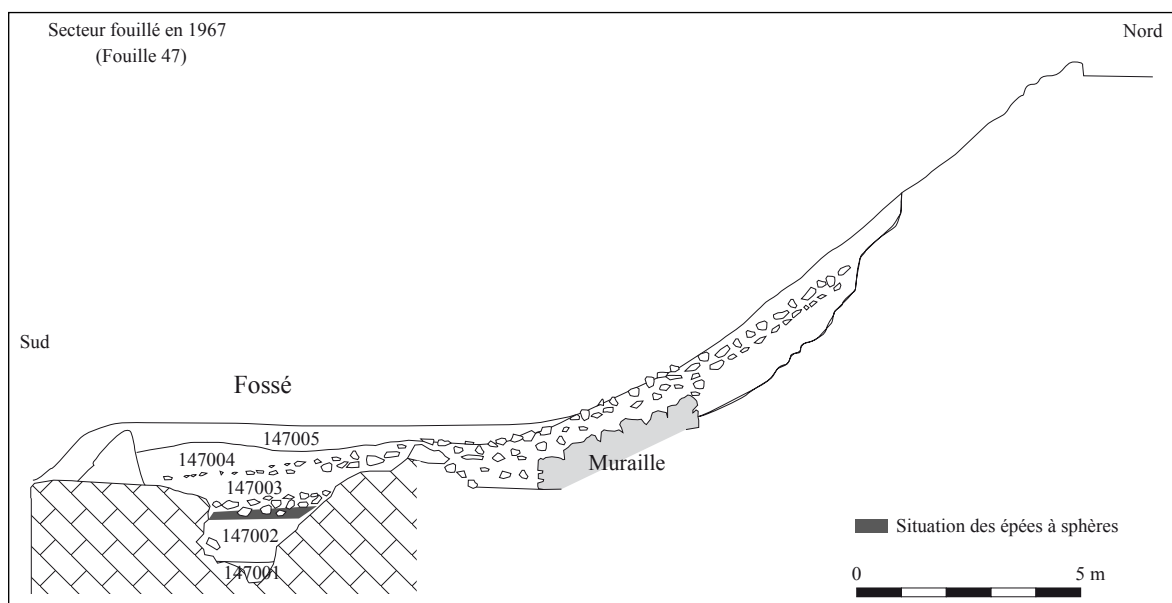 Secteur fouillé en 1967
(Fouille 47)
Nord
Sud
Fossé
147005
147004
147003
147002
147001
Muraille
Situation des épées à sphères
0
5 m